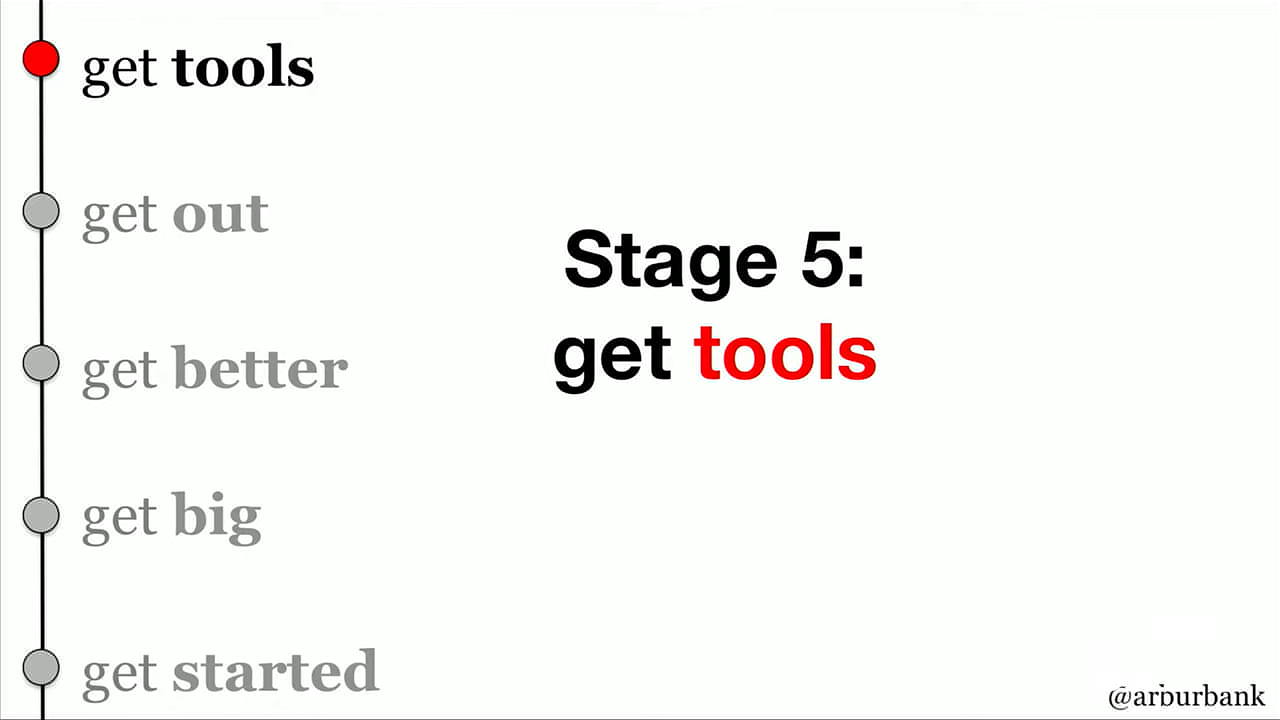 get tools
get out
get better
get big
get started
Stage 5:
get tools
@arburbank